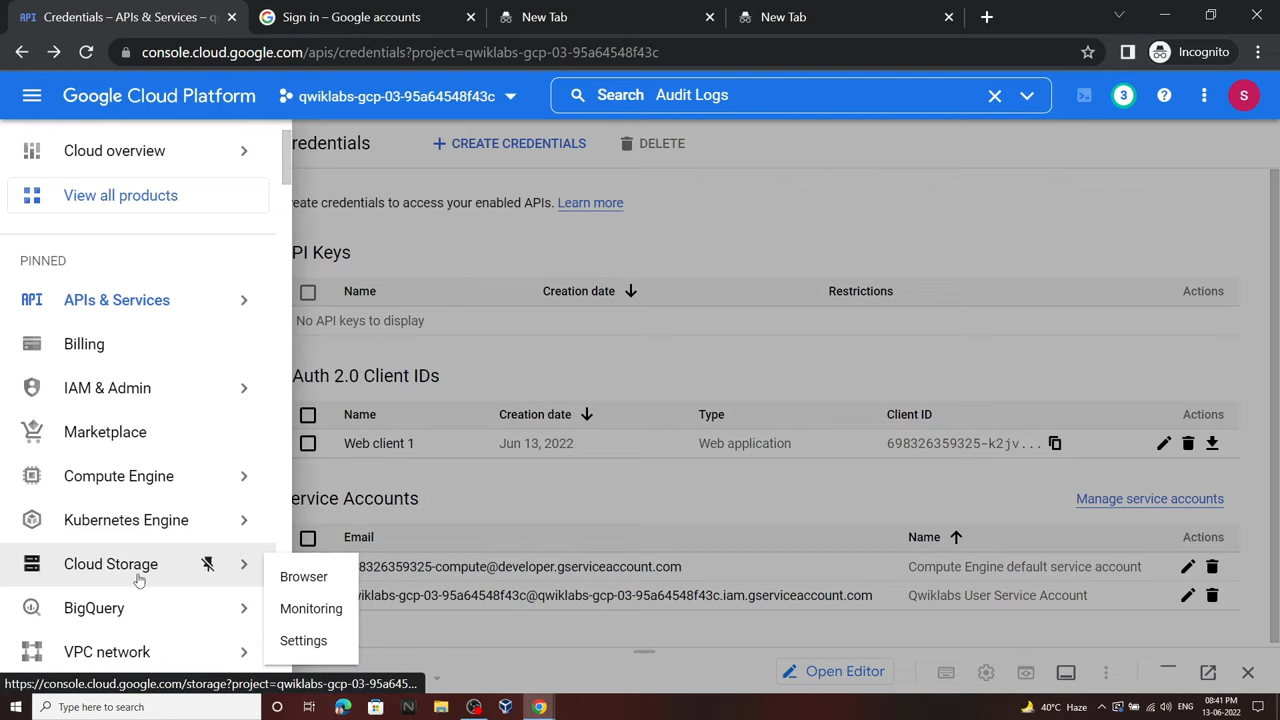 Credentials – APIs & Services – q
Sign in – Google accounts
New Tab
New Tab
console.cloud.google.com/apis/credentials?project=qwiklabs-gcp-03-95a64548f43c
Incognito
Google Cloud Platform
qwiklabs-gcp-03-95a64548f43c
Search Audit Logs
3
S
Cloud overview
View all products
PINNED
API APIs & Services
Billing
IAM & Admin
Marketplace
Compute Engine
Kubernetes Engine
Cloud Storage
BigQuery
VPC network
Browser
Monitoring
Settings
redentials
CREATE CREDENTIALS
DELETE
reate credentials to access your enabled APIs. Learn more
PI Keys
Name Creation date Restrictions Actions
No API keys to display
Auth 2.0 Client IDs
Name Creation date Type Client ID Actions
Web client 1 Jun 13, 2022 Web application 698326359325-k2jv...
ervice Accounts
Manage service accounts
Email Name Actions
8326359325-compute@developer.gserviceaccount.com Compute Engine default service account
wiklabs-gcp-03-95a64548f43c@qwiklabs-gcp-03-95a64548f43c.iam.gserviceaccount.com Qwiklabs User Service Account
Open Editor
https://console.cloud.google.com/storage?project=qwiklabs-gcp-03-95a645...
Type here to search
40°C Haze
ENG
08:41 PM
13-06-2022